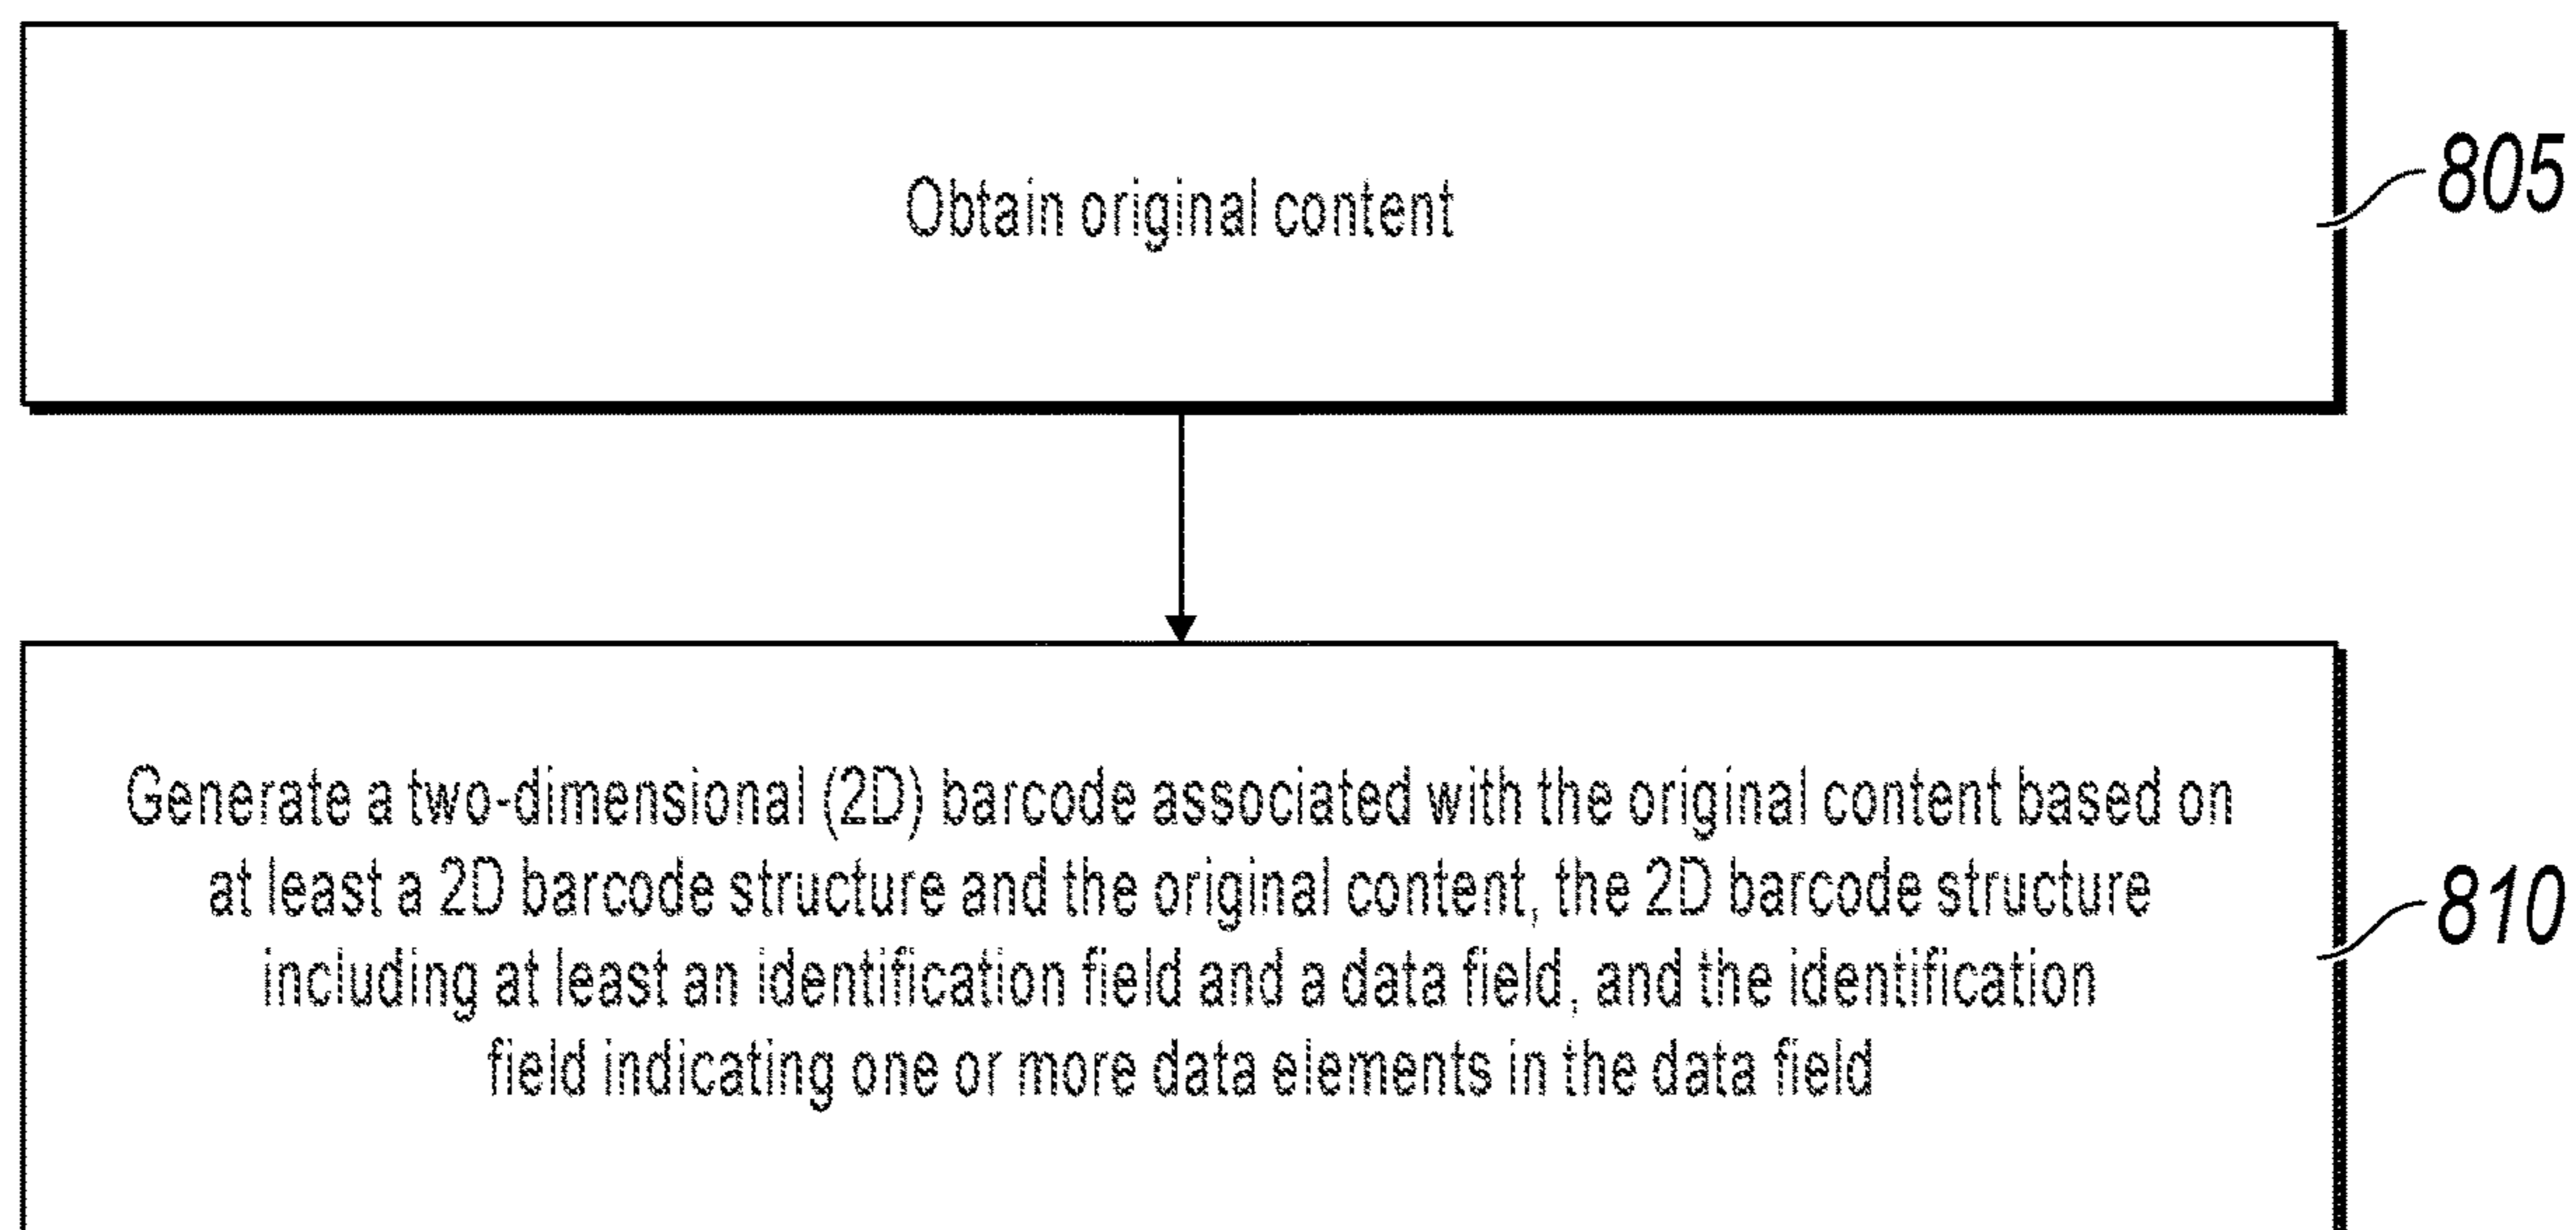 Obtain original content
805
Generate a two-dimensional (2D) barcode associated with the original content based on
at least a 2D barcode structure and the original content, the 2D barcode structure
including at least an identification field and a data field, and the identification
field indicating one or more data elements in the data field
810